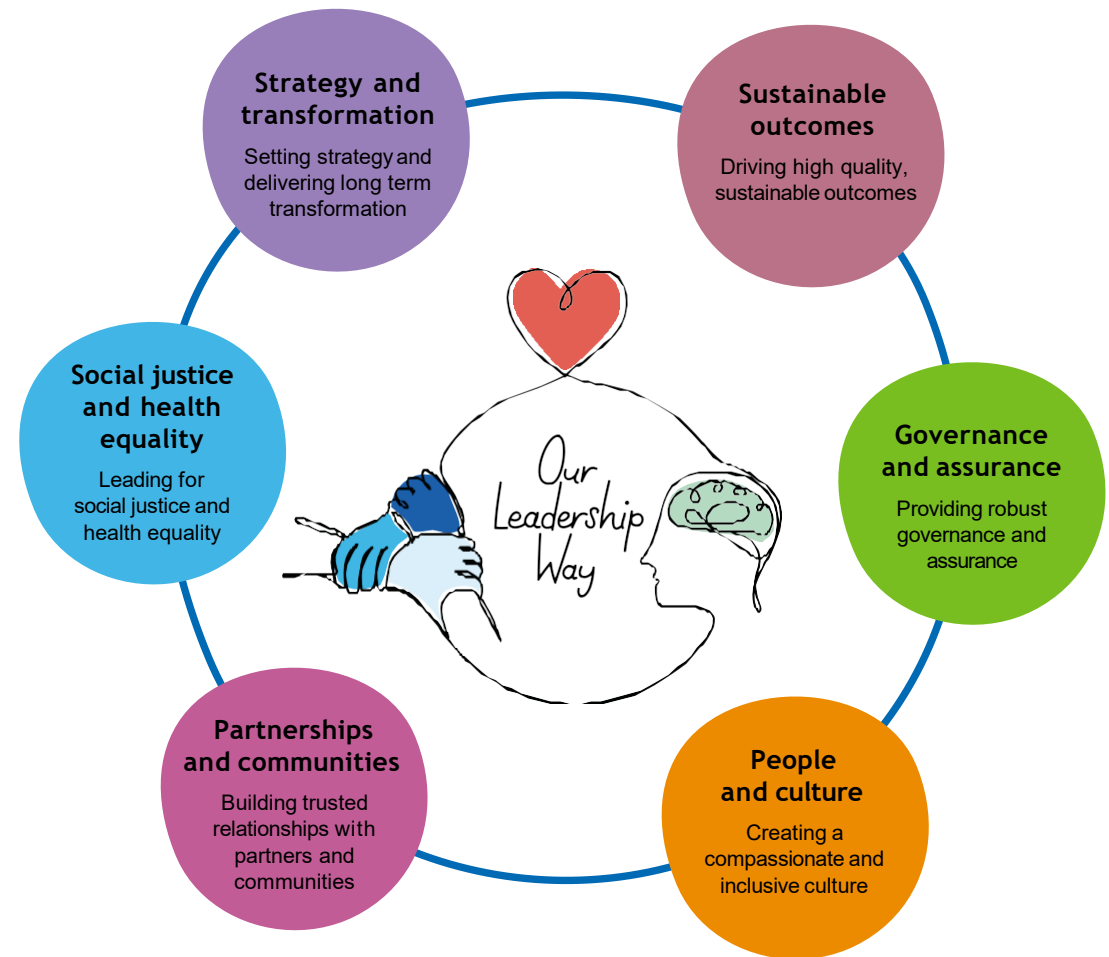 Strategy and
transformation
Setting strategy and
delivering long term
transformation
Sustainable
outcomes
Driving high quality,
sustainable outcomes
Social justice
and health
equality
Leading for
social justice and
health equality
Our
Leadership
Way
Governance
and assurance
Providing robust
governance and
assurance
Partnerships
and communities
Building trusted
relationships with
partners and
communities
People
and culture
Creating a
compassionate and
inclusive culture